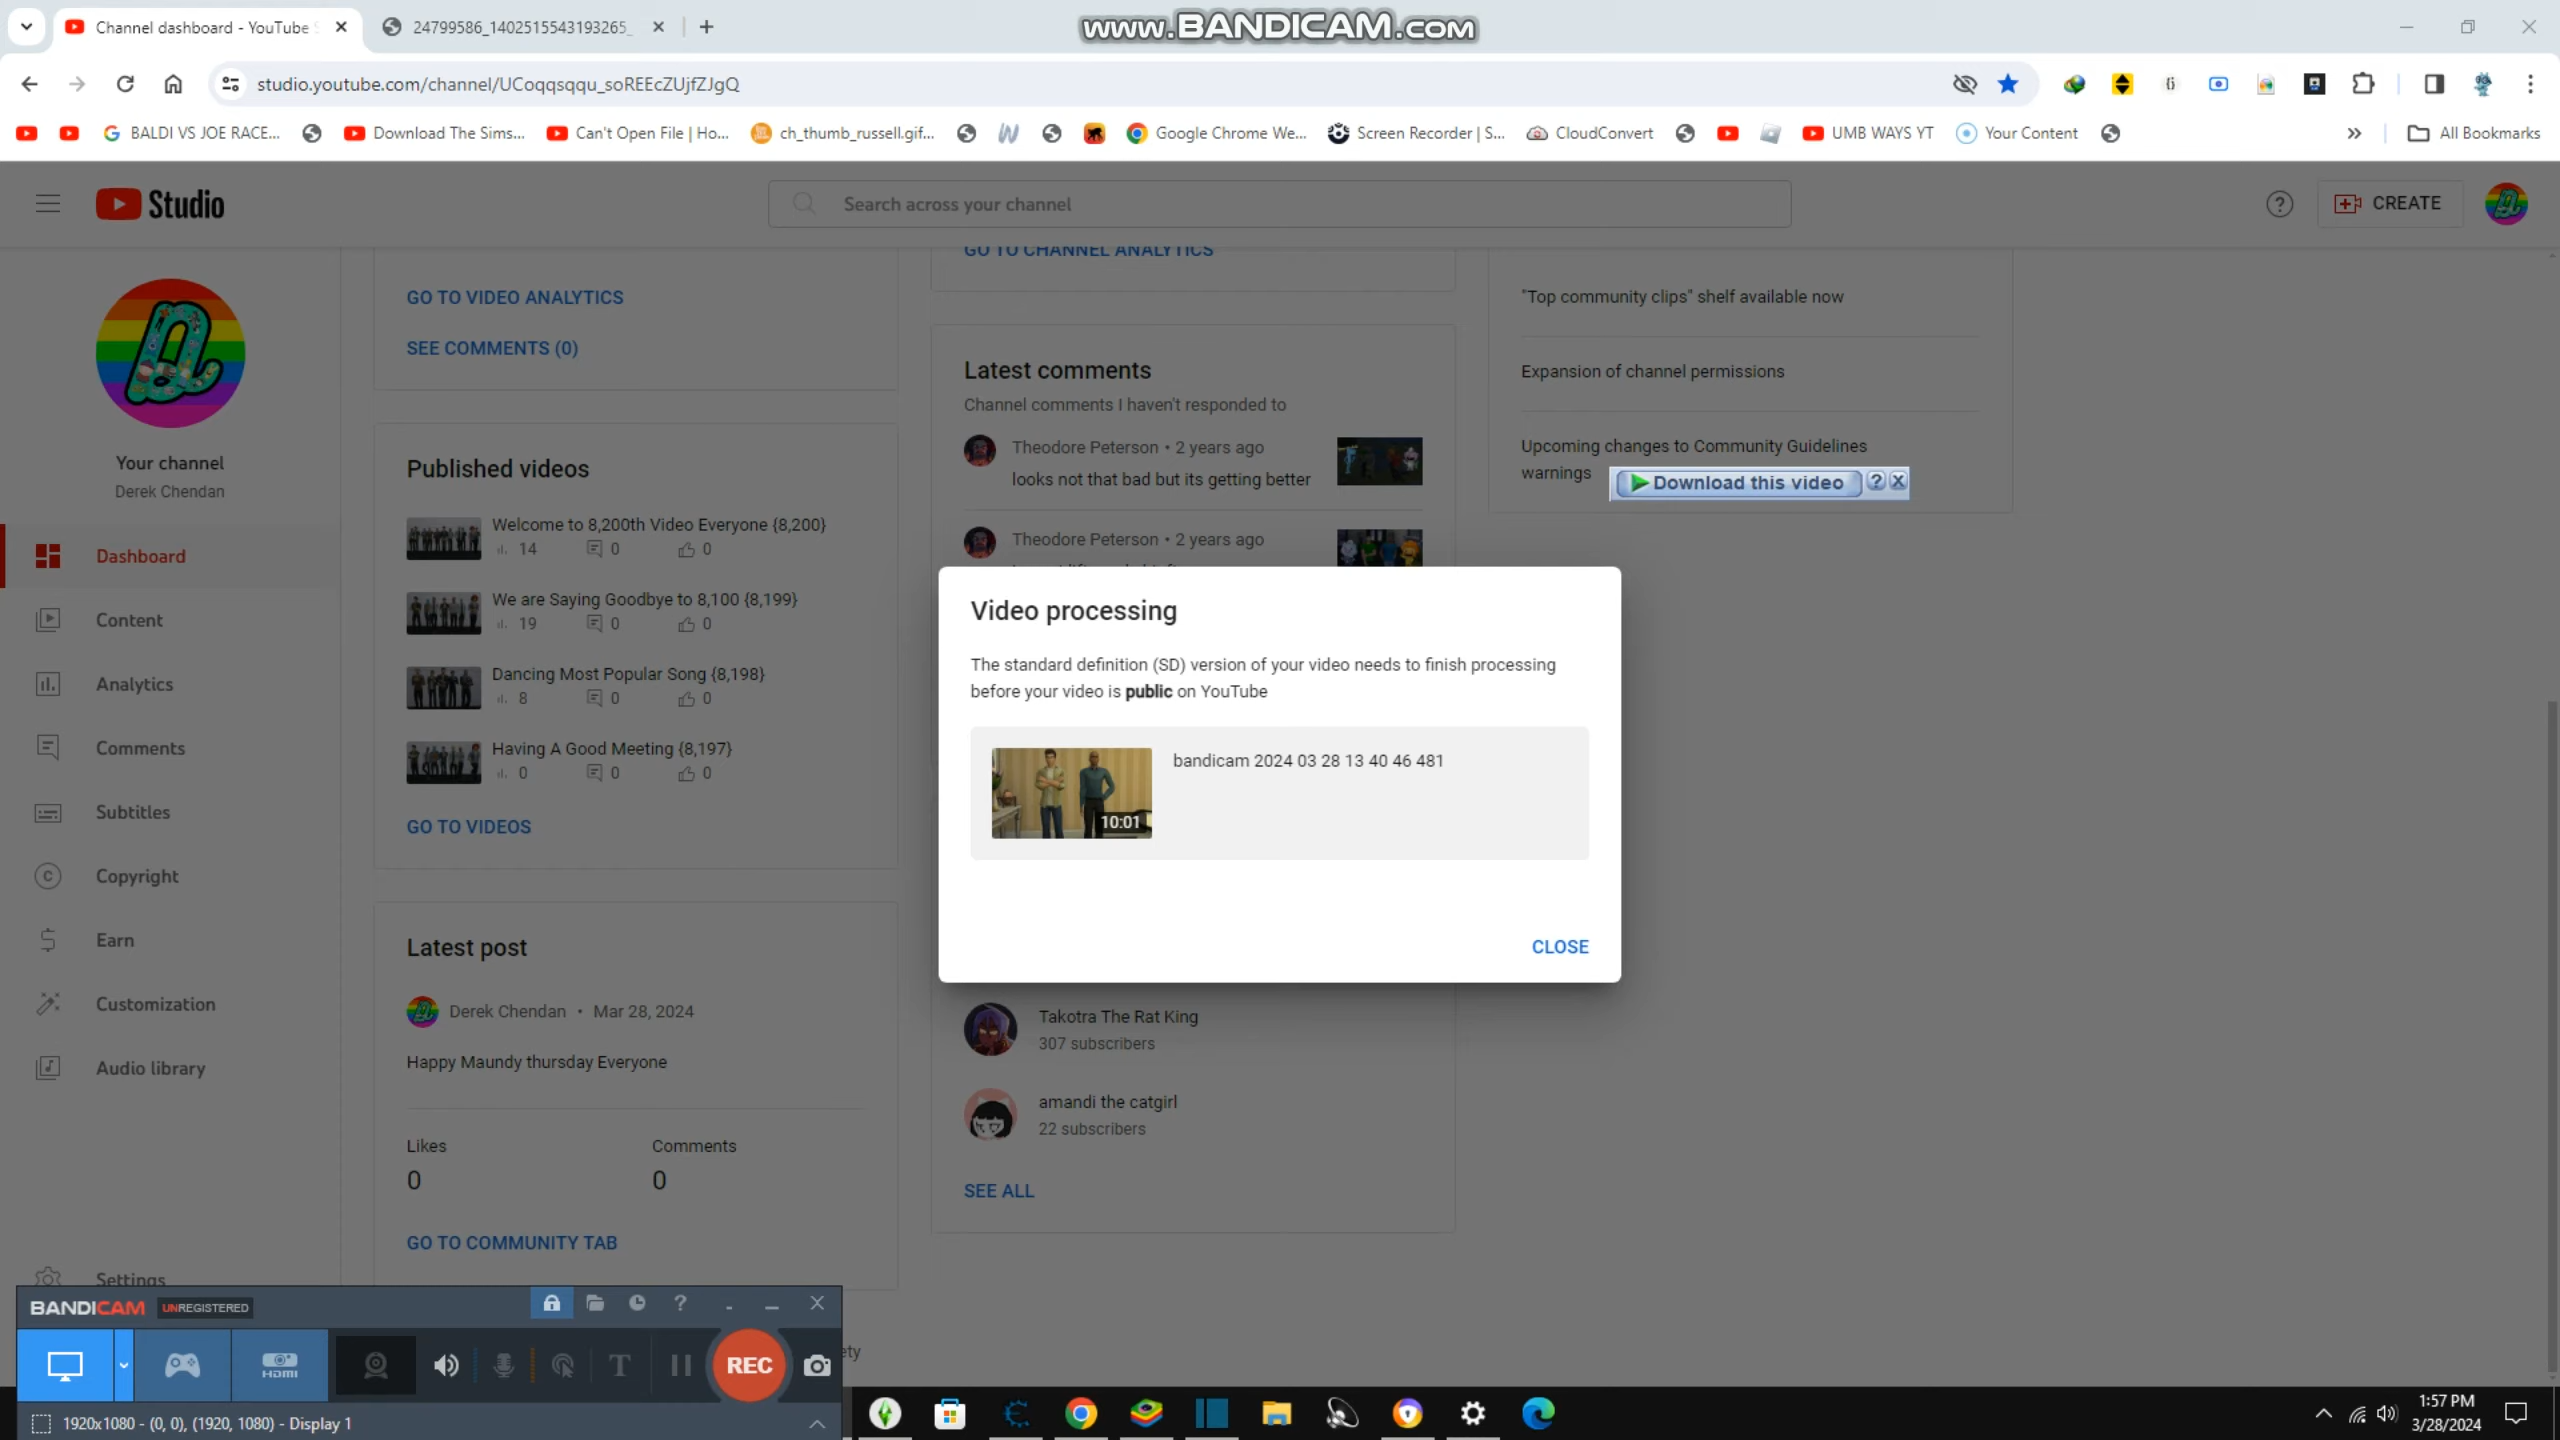 Channel dashboard - YouTube S
24799586_1402515543193265_
www.BANDICAM.com
studio.youtube.com/channel/UCoqqsqqu_soREEcZUjfZJgQ
BALDI VS JOE RACE...
Download The Sims...
Can't Open File | Ho...
ch_thumb_russell.gif...
Google Chrome We...
Screen Recorder | S...
CloudConvert
UMB WAYS YT
Your Content
All Bookmarks
Studio
Search across your channel
CREATE
Your channel
Derek Chendan
Dashboard
Content
Analytics
Comments
Subtitles
Copyright
Earn
Customization
Audio library
Settings
GO TO VIDEO ANALYTICS
SEE COMMENTS (0)
Published videos
Welcome to 8,200th Video Everyone {8,200}
14 0 0
We are Saying Goodbye to 8,100 {8,199}
19 0 0
Dancing Most Popular Song {8,198}
8 0 0
Having A Good Meeting {8,197}
0 0 0
GO TO VIDEOS
Latest post
Derek Chendan • Mar 28, 2024
Happy Maundy thursday Everyone
Likes Comments
0 0
GO TO COMMUNITY TAB
GO TO CHANNEL ANALYTICS
Latest comments
Channel comments I haven't responded to
Theodore Peterson • 2 years ago
looks not that bad but its getting better
Theodore Peterson • 2 years ago
Takotra The Rat King
307 subscribers
amandi the catgirl
22 subscribers
SEE ALL
"Top community clips" shelf available now
Expansion of channel permissions
Upcoming changes to Community Guidelines
warnings
Download this video
Video processing
The standard definition (SD) version of your video needs to finish processing
before your video is public on YouTube
10:01
bandicam 2024 03 28 13 40 46 481
CLOSE
BANDICAM UNREGISTERED
HDMI
T
REC
ety
1920x1080 - (0, 0), (1920, 1080) - Display 1
1:57 PM
3/28/2024